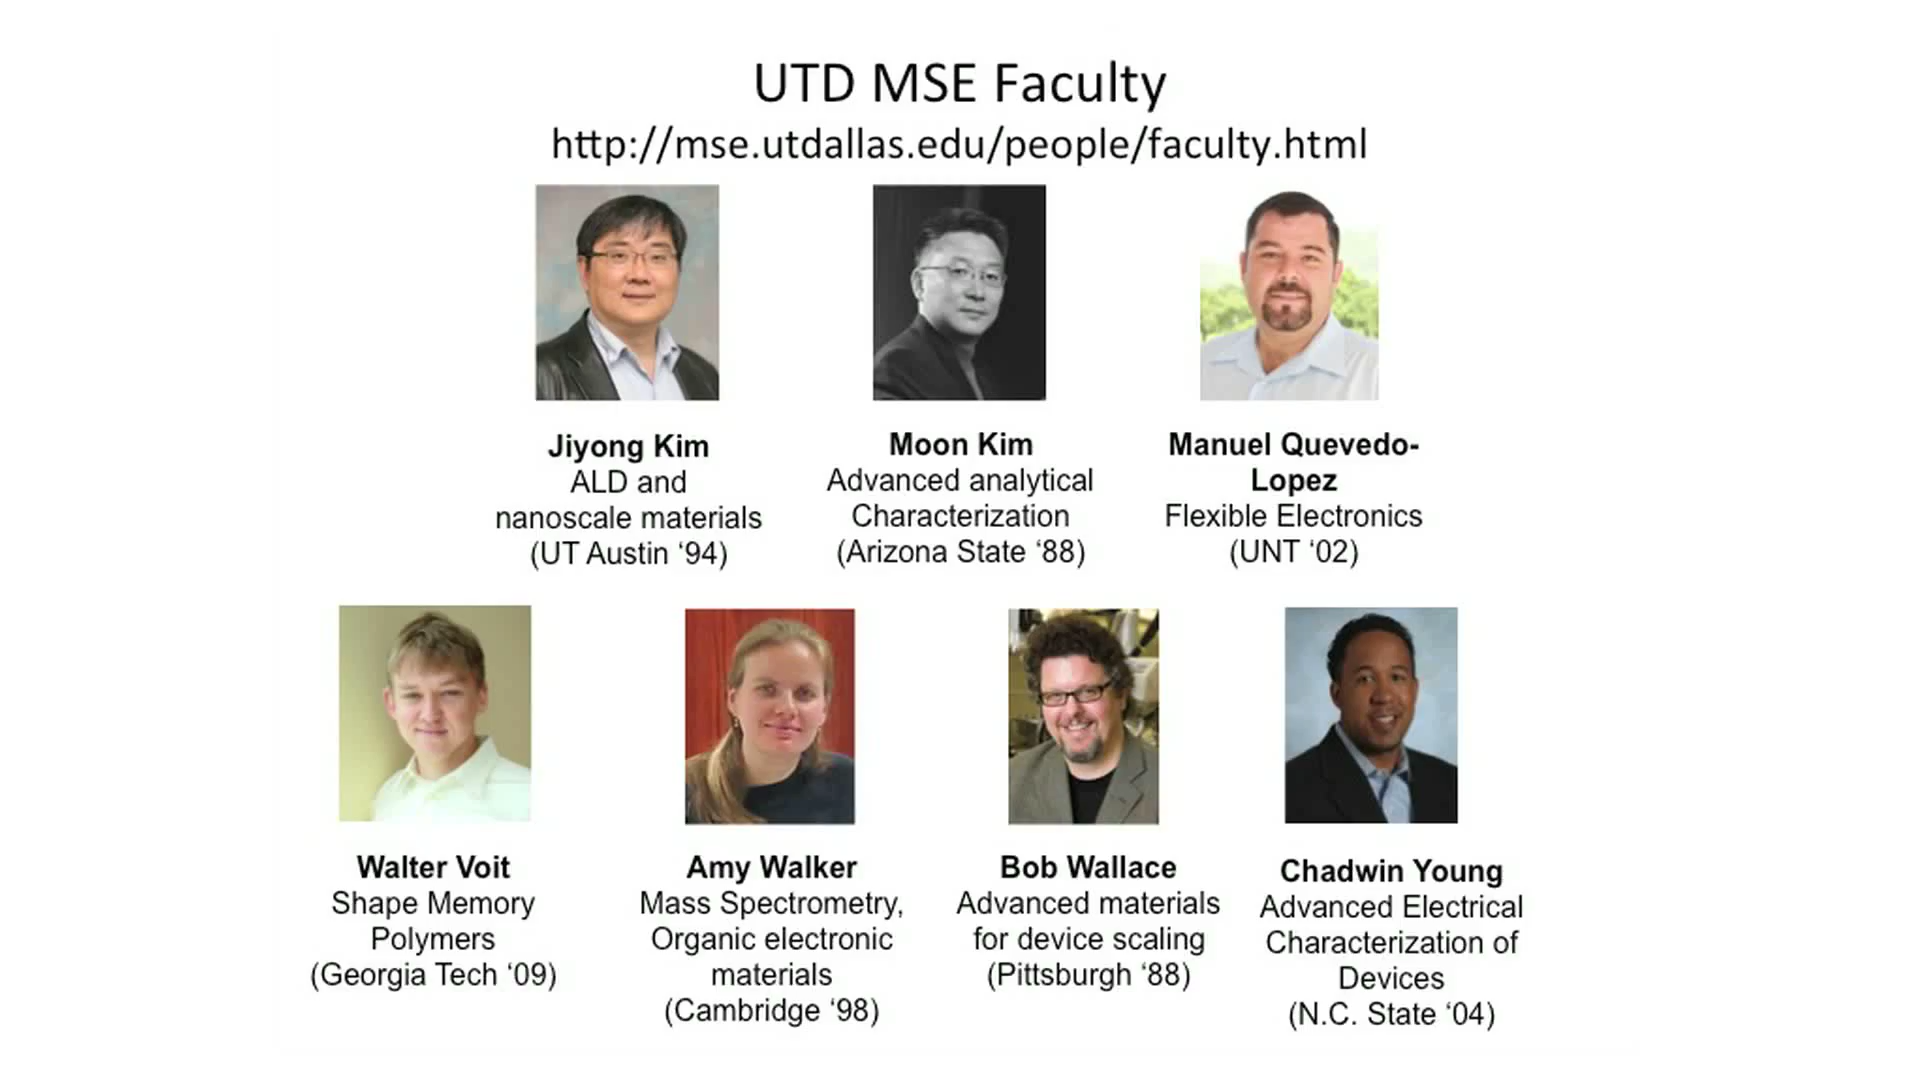 UTD MSE Faculty
http://mse.utdallas.edu/people/faculty.html
Jiyong Kim
ALD and
nanoscale materials
(UT Austin ‘94)
Moon Kim
Advanced analytical
Characterization
(Arizona State ‘88)
Manuel Quevedo-
Lopez
Flexible Electronics
(UNT ‘02)
Walter Voit
Shape Memory
Polymers
(Georgia Tech ‘09)
Amy Walker
Mass Spectrometry,
Organic electronic
materials
(Cambridge ‘98)
Bob Wallace
Advanced materials
for device scaling
(Pittsburgh ‘88)
Chadwin Young
Advanced Electrical
Characterization of
Devices
(N.C. State ‘04)